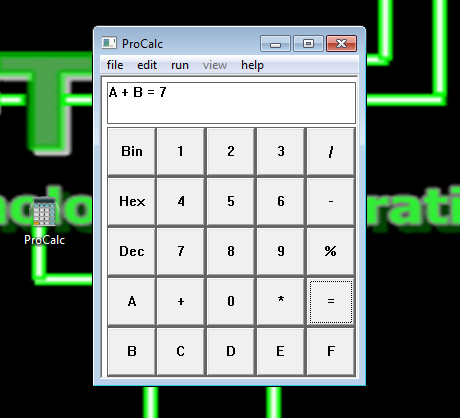 ProCalc
file edit run view help
A + B = 7
Bin 1 2 3 /
Hex 4 5 6 -
Dec 7 8 9 %
A + 0 * =
B C D E F
ProCalc